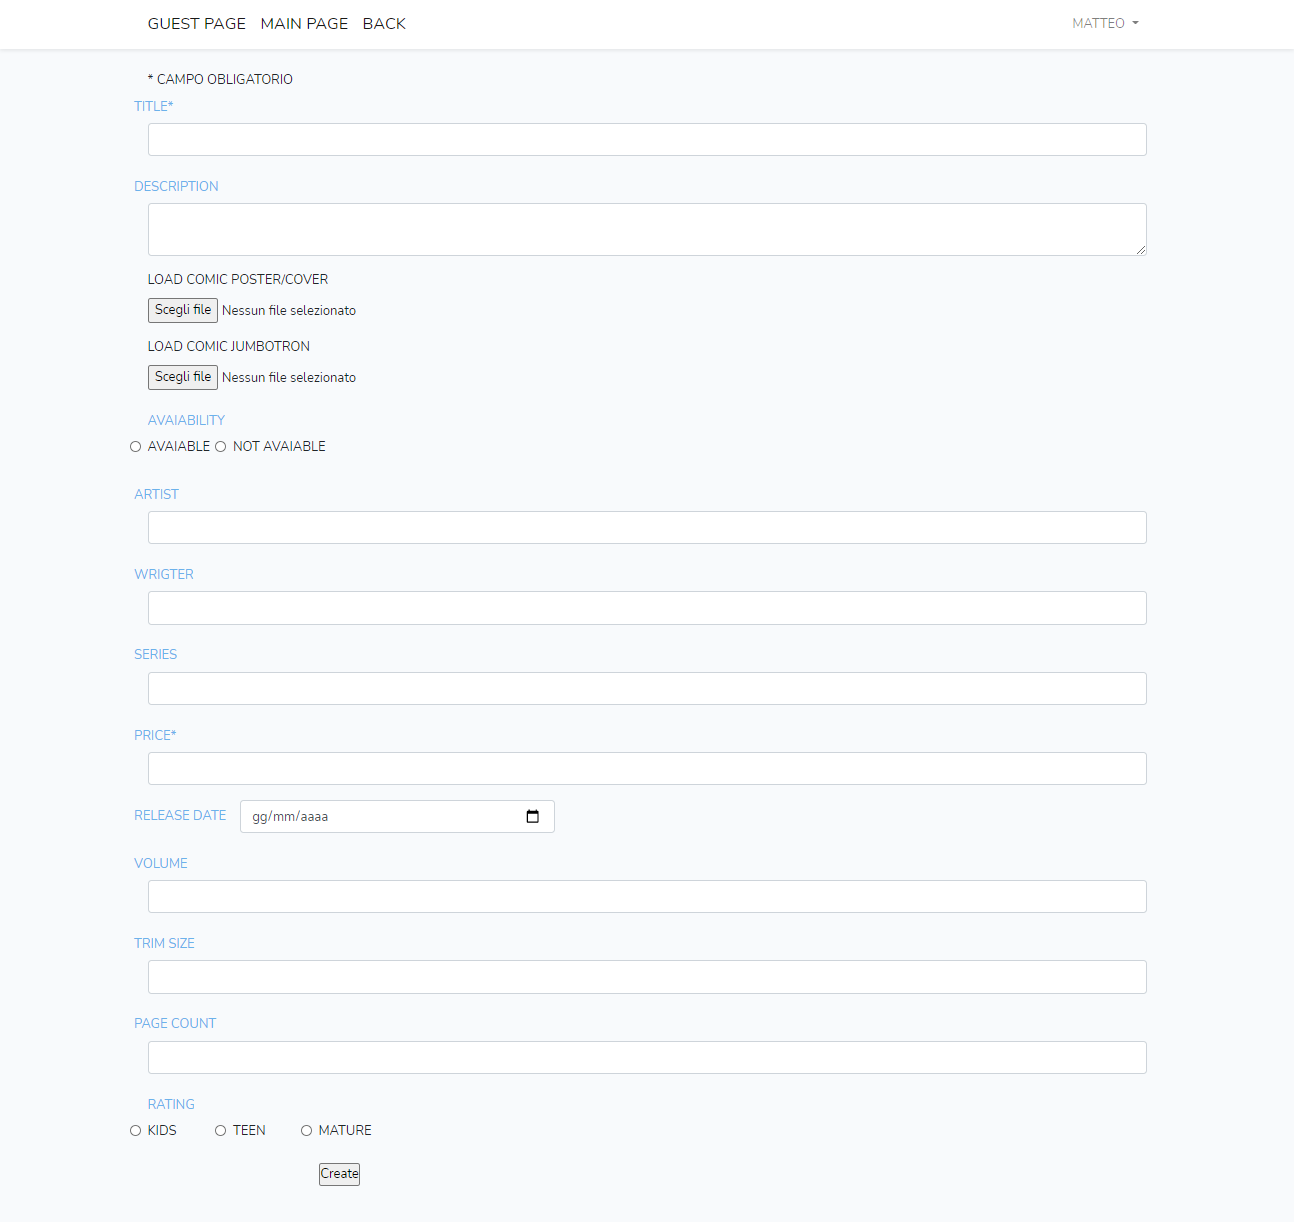 GUEST PAGE MAIN PAGE BACK MATTEO
* CAMPO OBLIGATORIO
TITLE*
DESCRIPTION
LOAD COMIC POSTER/COVER
Scegli file Nessun file selezionato
LOAD COMIC JUMBOTRON
Scegli file Nessun file selezionato
AVAIABILITY
AVAIABLE NOT AVAIABLE
ARTIST
WRIGTER
SERIES
PRICE*
RELEASE DATE gg/mm/aaaa
VOLUME
TRIM SIZE
PAGE COUNT
RATING
KIDS TEEN MATURE
Create